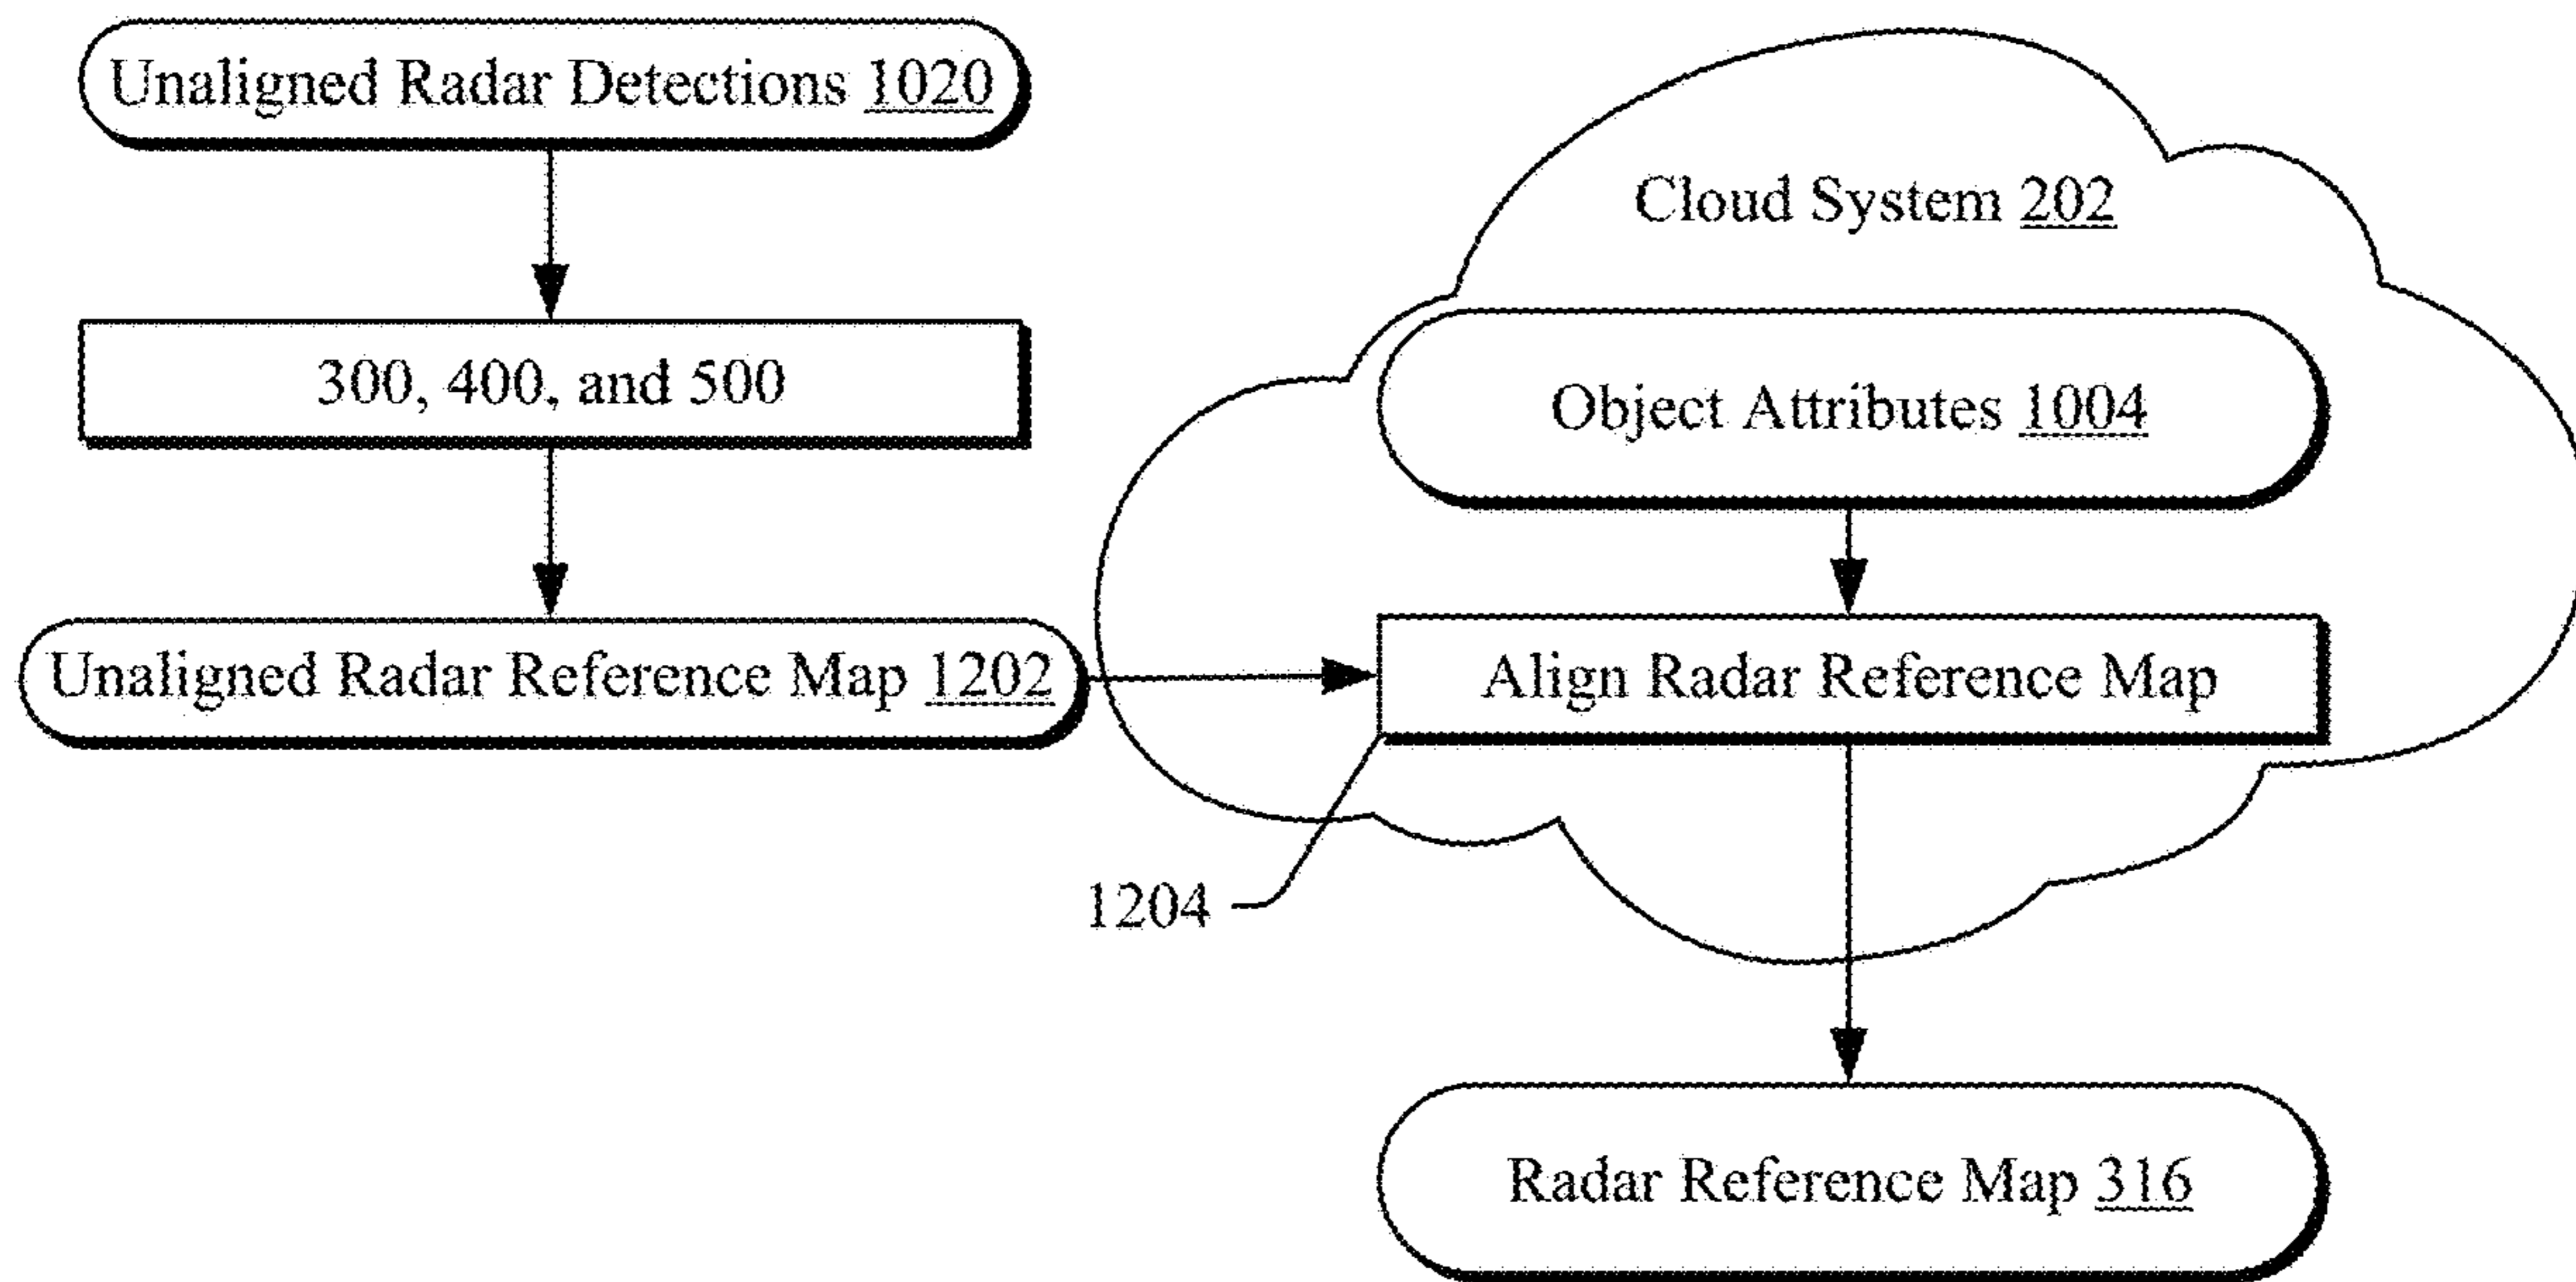 Unaligned Radar Detections 1020
300, 400, and 500
Unaligned Radar Reference Map 1202
Cloud System 202
Object Attributes 1004
Align Radar Reference Map
1204
Radar Reference Map 316